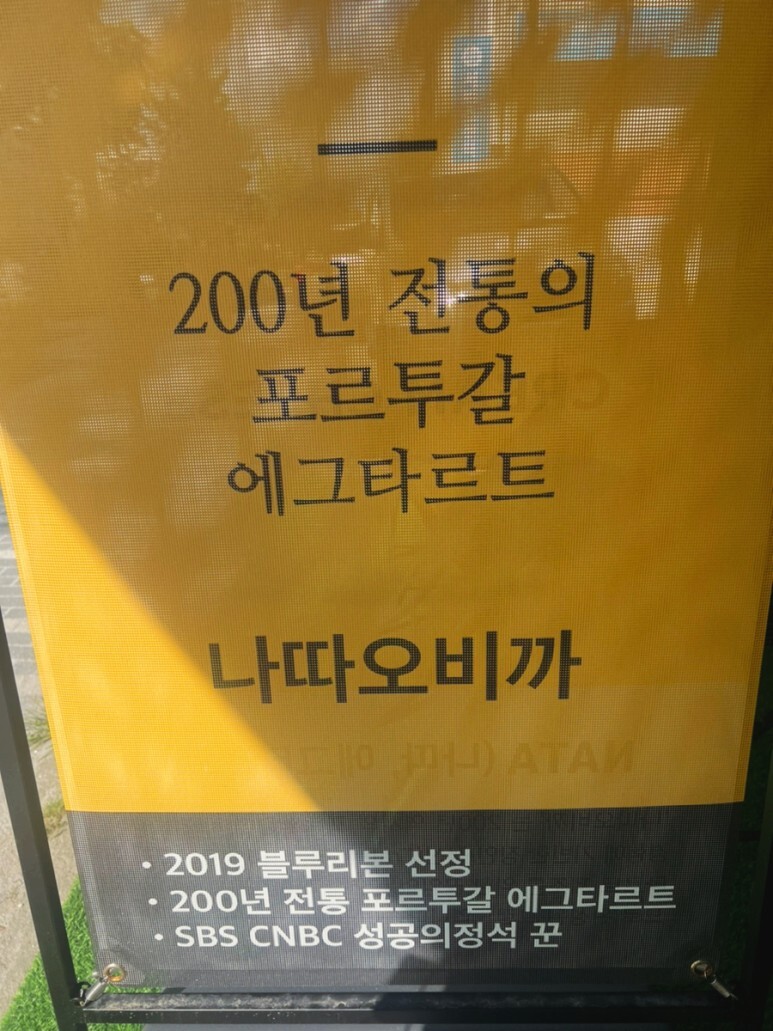 200년 전통의
포르투갈
에그타르트
나따오비까
• 2019 블루리본 선정
• 200년 전통 포르투갈 에그타르트
• SBS CNBC 성공의정석 꾼